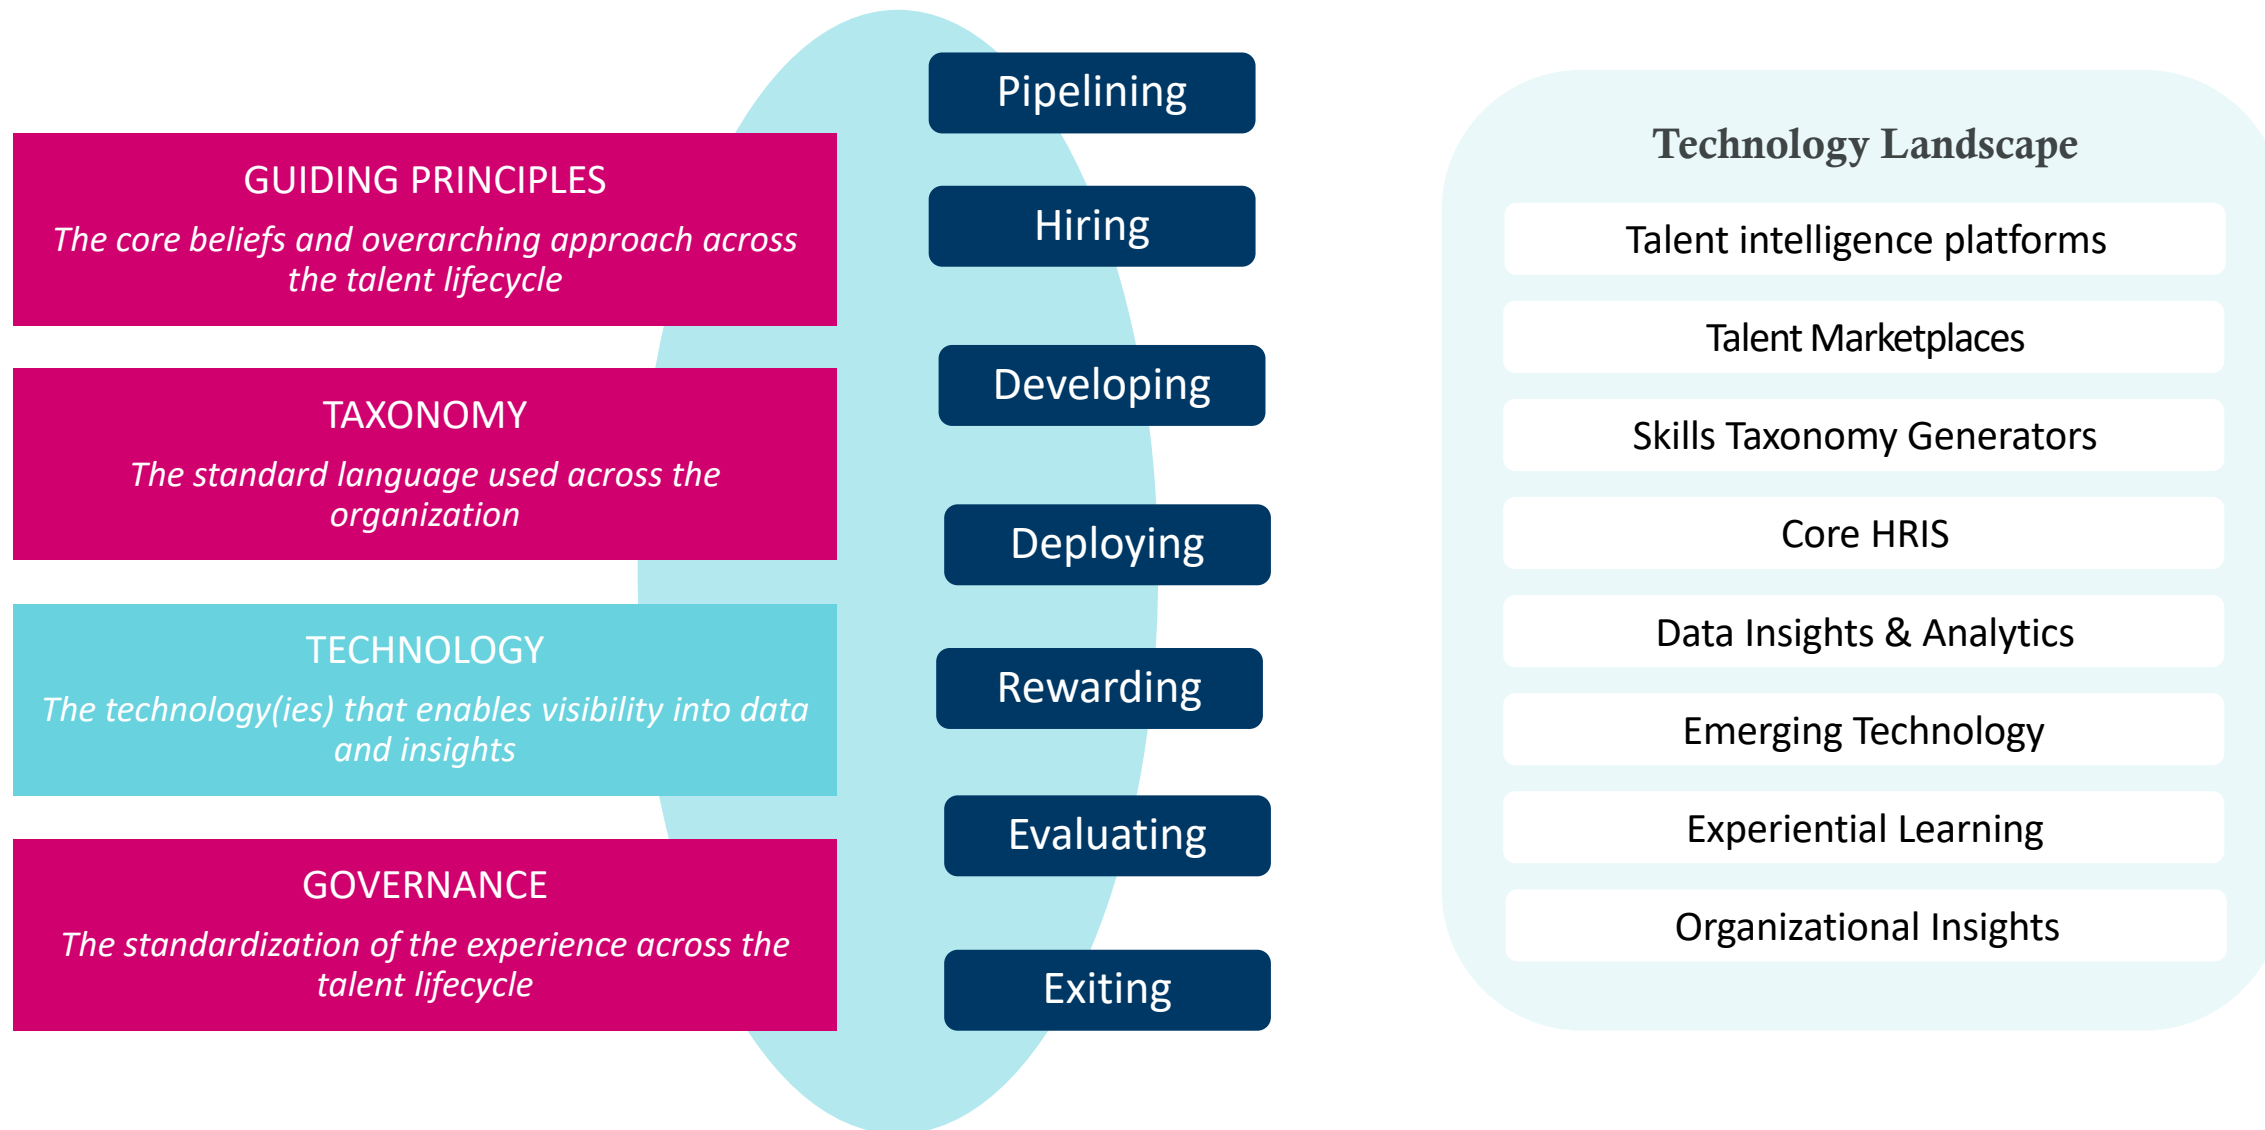 GUIDING PRINCIPLES
The core beliefs and overarching approach across
the talent lifecycle
TAXONOMY
The standard language used across the
organization
TECHNOLOGY
The technology(ies) that enables visibility into data
and insights
GOVERNANCE
The standardization of the experience across the
talent lifecycle
Pipelining
Hiring
Developing
Deploying
Rewarding
Evaluating
Exiting
Technology Landscape
Talent intelligence platforms
Talent Marketplaces
Skills Taxonomy Generators
Core HRIS
Data Insights & Analytics
Emerging Technology
Experiential Learning
Organizational Insights